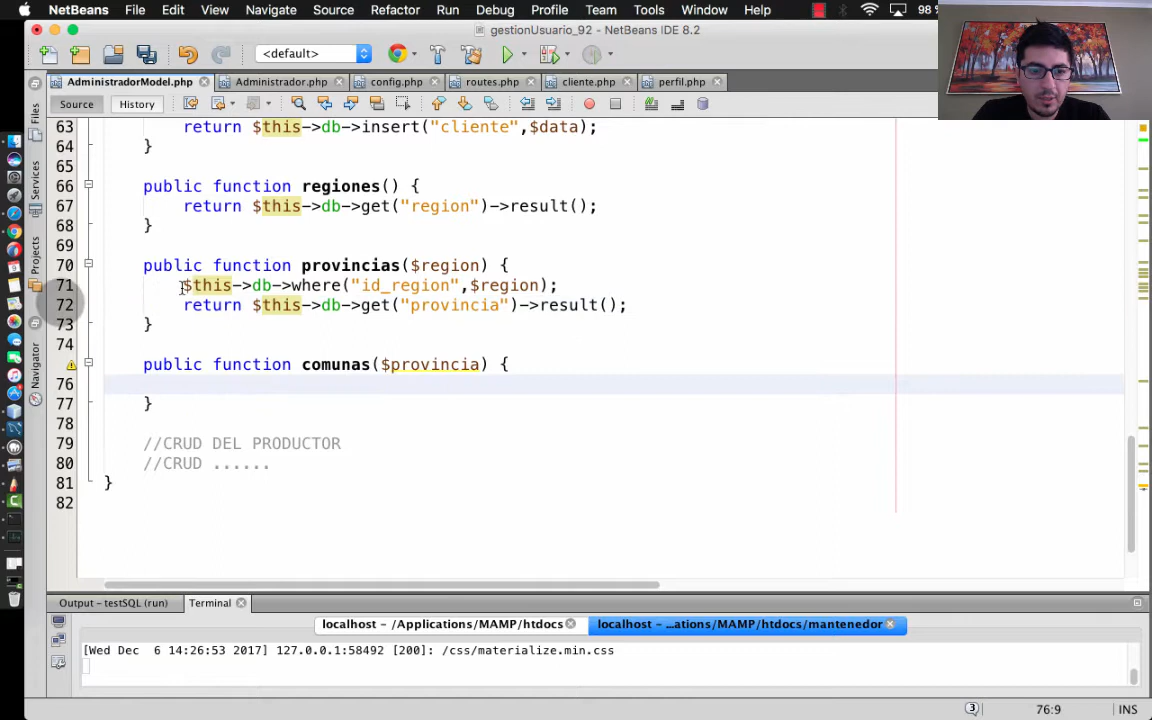 NetBeans File Edit View Navigate Source Refactor Run Debug Profile Team Tools Window Help 98 %
gestionUsuario_92 - NetBeans IDE 8.2
<default>
AdministradorModel.php Administrador.php config.php routes.php cliente.php perfil.php
Source History
Files
Services
Projects
Navigator
63 return $this->db->insert("cliente",$data);
64 }
65
66 public function regiones() {
67 return $this->db->get("region")->result();
68 }
69
70 public function provincias($region) {
71 $this->db->where("id_region",$region);
72 return $this->db->get("provincia")->result();
73 }
74
public function comunas($provincia) {
76
77 }
78
79 //CRUD DEL PRODUCTOR
80 //CRUD ......
81 }
82
Output - testSQL (run) Terminal
localhost - /Applications/MAMP/htdocs localhost - ...ations/MAMP/htdocs/mantenedor
[Wed Dec  6 14:26:53 2017] 127.0.0.1:58492 [200]: /css/materialize.min.css
3 76:9 INS